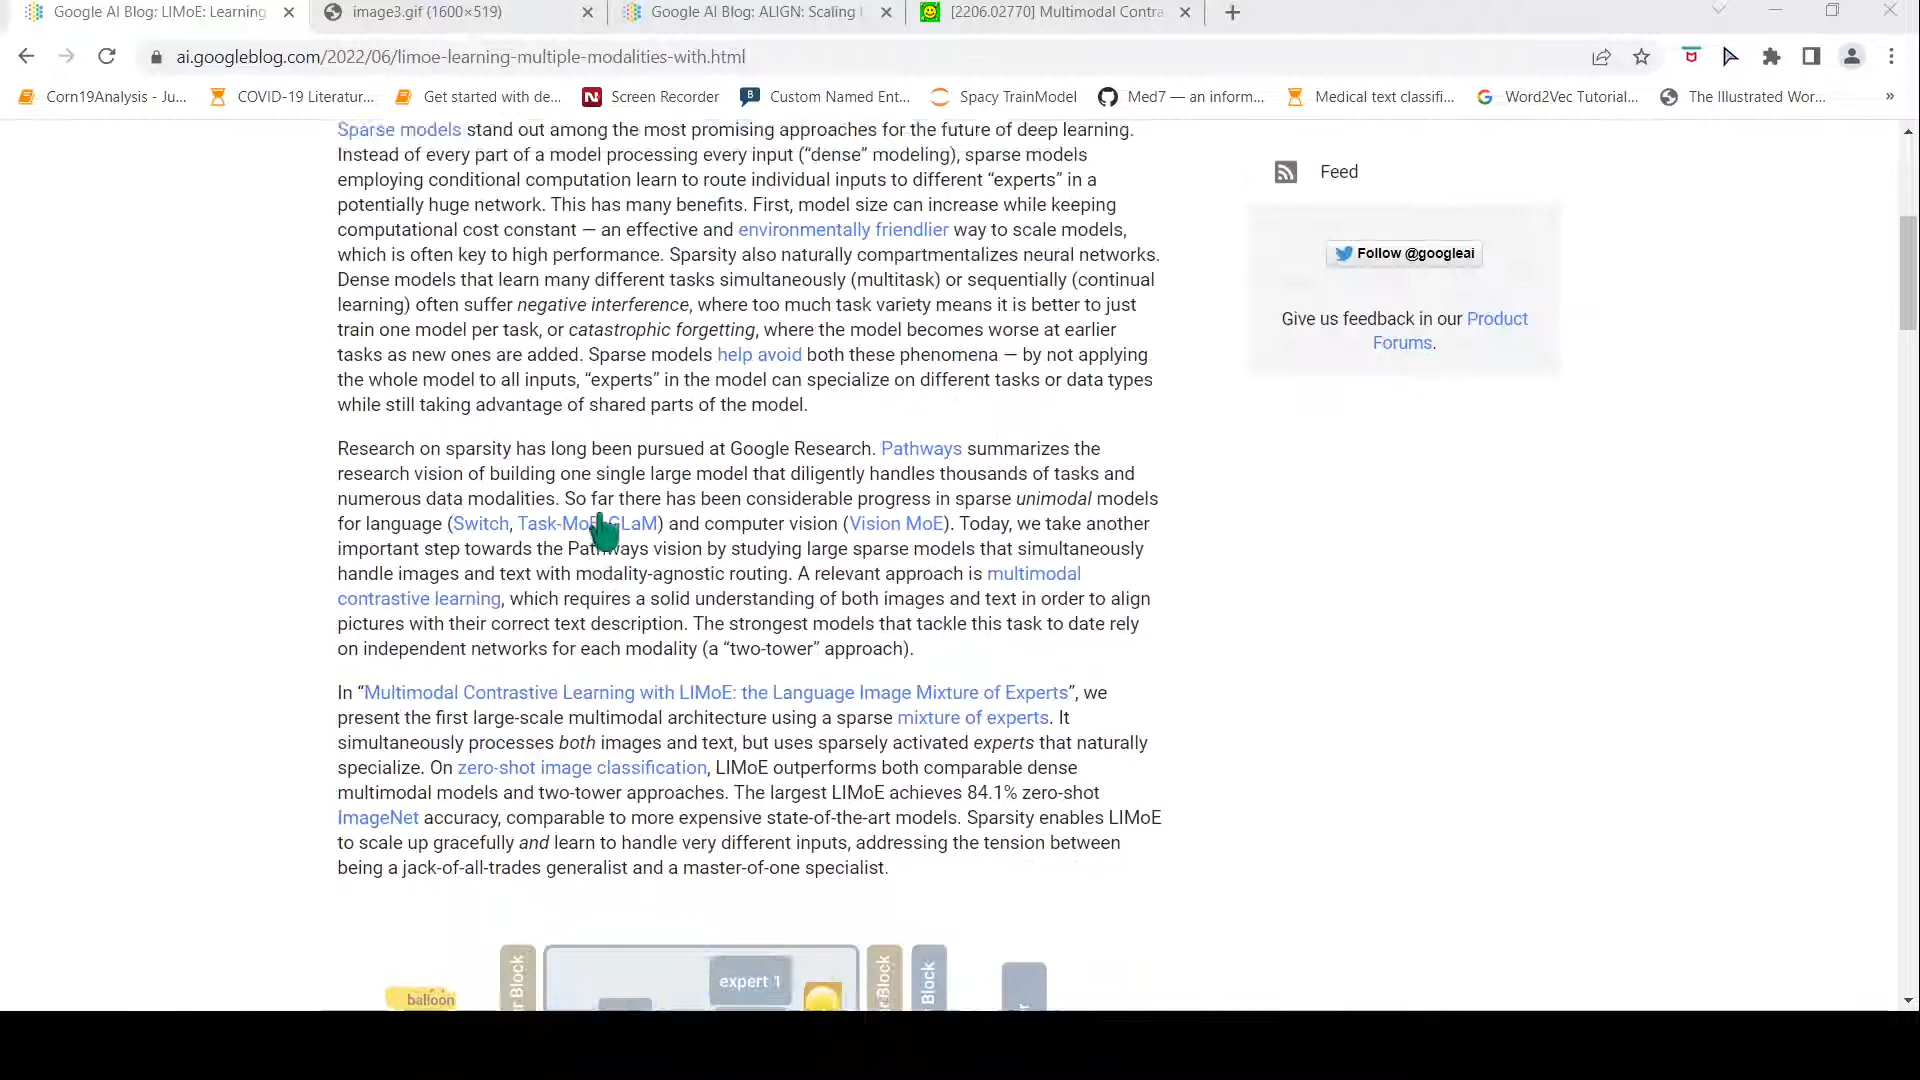 Google AI Blog: LIMoE: Learning
image3.gif (1600×519)
Google AI Blog: ALIGN: Scaling
[2206.02770] Multimodal Contra
ai.googleblog.com/2022/06/limoe-learning-multiple-modalities-with.html
Corn19Analysis - Ju...
COVID-19 Literatur...
Get started with de...
Screen Recorder
Custom Named Ent...
Spacy TrainModel
Med7 — an inform...
Medical text classifi...
Word2Vec Tutorial...
The Illustrated Wor...
»
Sparse models stand out among the most promising approaches for the future of deep learning.
Instead of every part of a model processing every input (“dense” modeling), sparse models
employing conditional computation learn to route individual inputs to different “experts” in a
potentially huge network. This has many benefits. First, model size can increase while keeping
computational cost constant — an effective and environmentally friendlier way to scale models,
which is often key to high performance. Sparsity also naturally compartmentalizes neural networks.
Dense models that learn many different tasks simultaneously (multitask) or sequentially (continual
learning) often suffer negative interference, where too much task variety means it is better to just
train one model per task, or catastrophic forgetting, where the model becomes worse at earlier
tasks as new ones are added. Sparse models help avoid both these phenomena — by not applying
the whole model to all inputs, “experts” in the model can specialize on different tasks or data types
while still taking advantage of shared parts of the model.
Research on sparsity has long been pursued at Google Research. Pathways summarizes the
research vision of building one single large model that diligently handles thousands of tasks and
numerous data modalities. So far there has been considerable progress in sparse unimodal models
for language (Switch, Task-MoE, GLaM) and computer vision (Vision MoE). Today, we take another
important step towards the Pathways vision by studying large sparse models that simultaneously
handle images and text with modality-agnostic routing. A relevant approach is multimodal
contrastive learning, which requires a solid understanding of both images and text in order to align
pictures with their correct text description. The strongest models that tackle this task to date rely
on independent networks for each modality (a “two-tower” approach).
In “Multimodal Contrastive Learning with LIMoE: the Language Image Mixture of Experts”, we
present the first large-scale multimodal architecture using a sparse mixture of experts. It
simultaneously processes both images and text, but uses sparsely activated experts that naturally
specialize. On zero-shot image classification, LIMoE outperforms both comparable dense
multimodal models and two-tower approaches. The largest LIMoE achieves 84.1% zero-shot
ImageNet accuracy, comparable to more expensive state-of-the-art models. Sparsity enables LIMoE
to scale up gracefully and learn to handle very different inputs, addressing the tension between
being a jack-of-all-trades generalist and a master-of-one specialist.
Feed
Follow @googleai
Give us feedback in our Product
Forums.
balloon
r Block
expert 1
r Block
Block
r